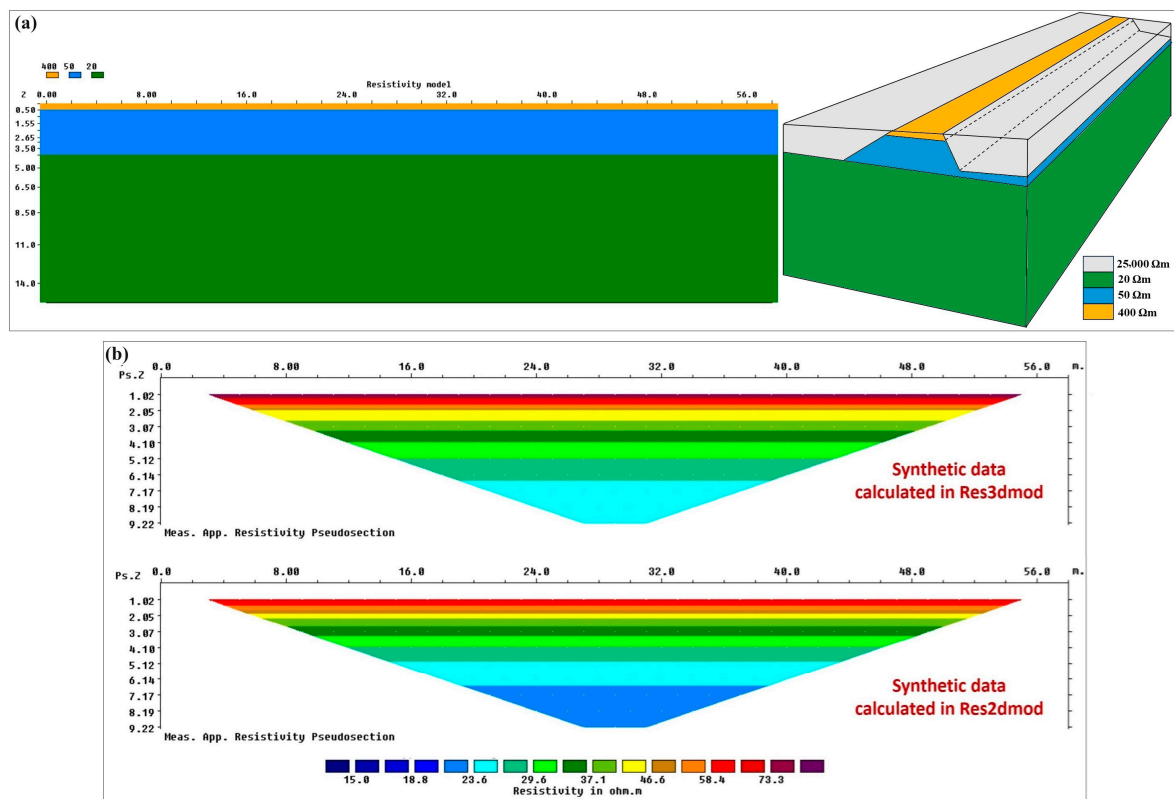 (a)
400 50 20
Resistivity model
Z 0.00 8.00 16.0 24.0 32.0 40.0 48.0 56.0
0.50
1.55
2.65
3.50
5.00
6.50
8.50
11.0
14.0
25.000 Ωm
20 Ωm
50 Ωm
400 Ωm
(b)
0.0 8.00 16.0 24.0 32.0 40.0 48.0 56.0 m.
Ps.Z
1.02
2.05
3.07
4.10
5.12
6.14
7.17
8.19
9.22
Synthetic data
calculated in Res3dmod
Meas. App. Resistivity Pseudosection
0.0 8.00 16.0 24.0 32.0 40.0 48.0 56.0 m.
Ps.Z
1.02
2.05
3.07
4.10
5.12
6.14
7.17
8.19
9.22
Synthetic data
calculated in Res2dmod
Meas. App. Resistivity Pseudosection
15.0 18.8 23.6 29.6 37.1 46.6 58.4 73.3
Resistivity in ohm.m